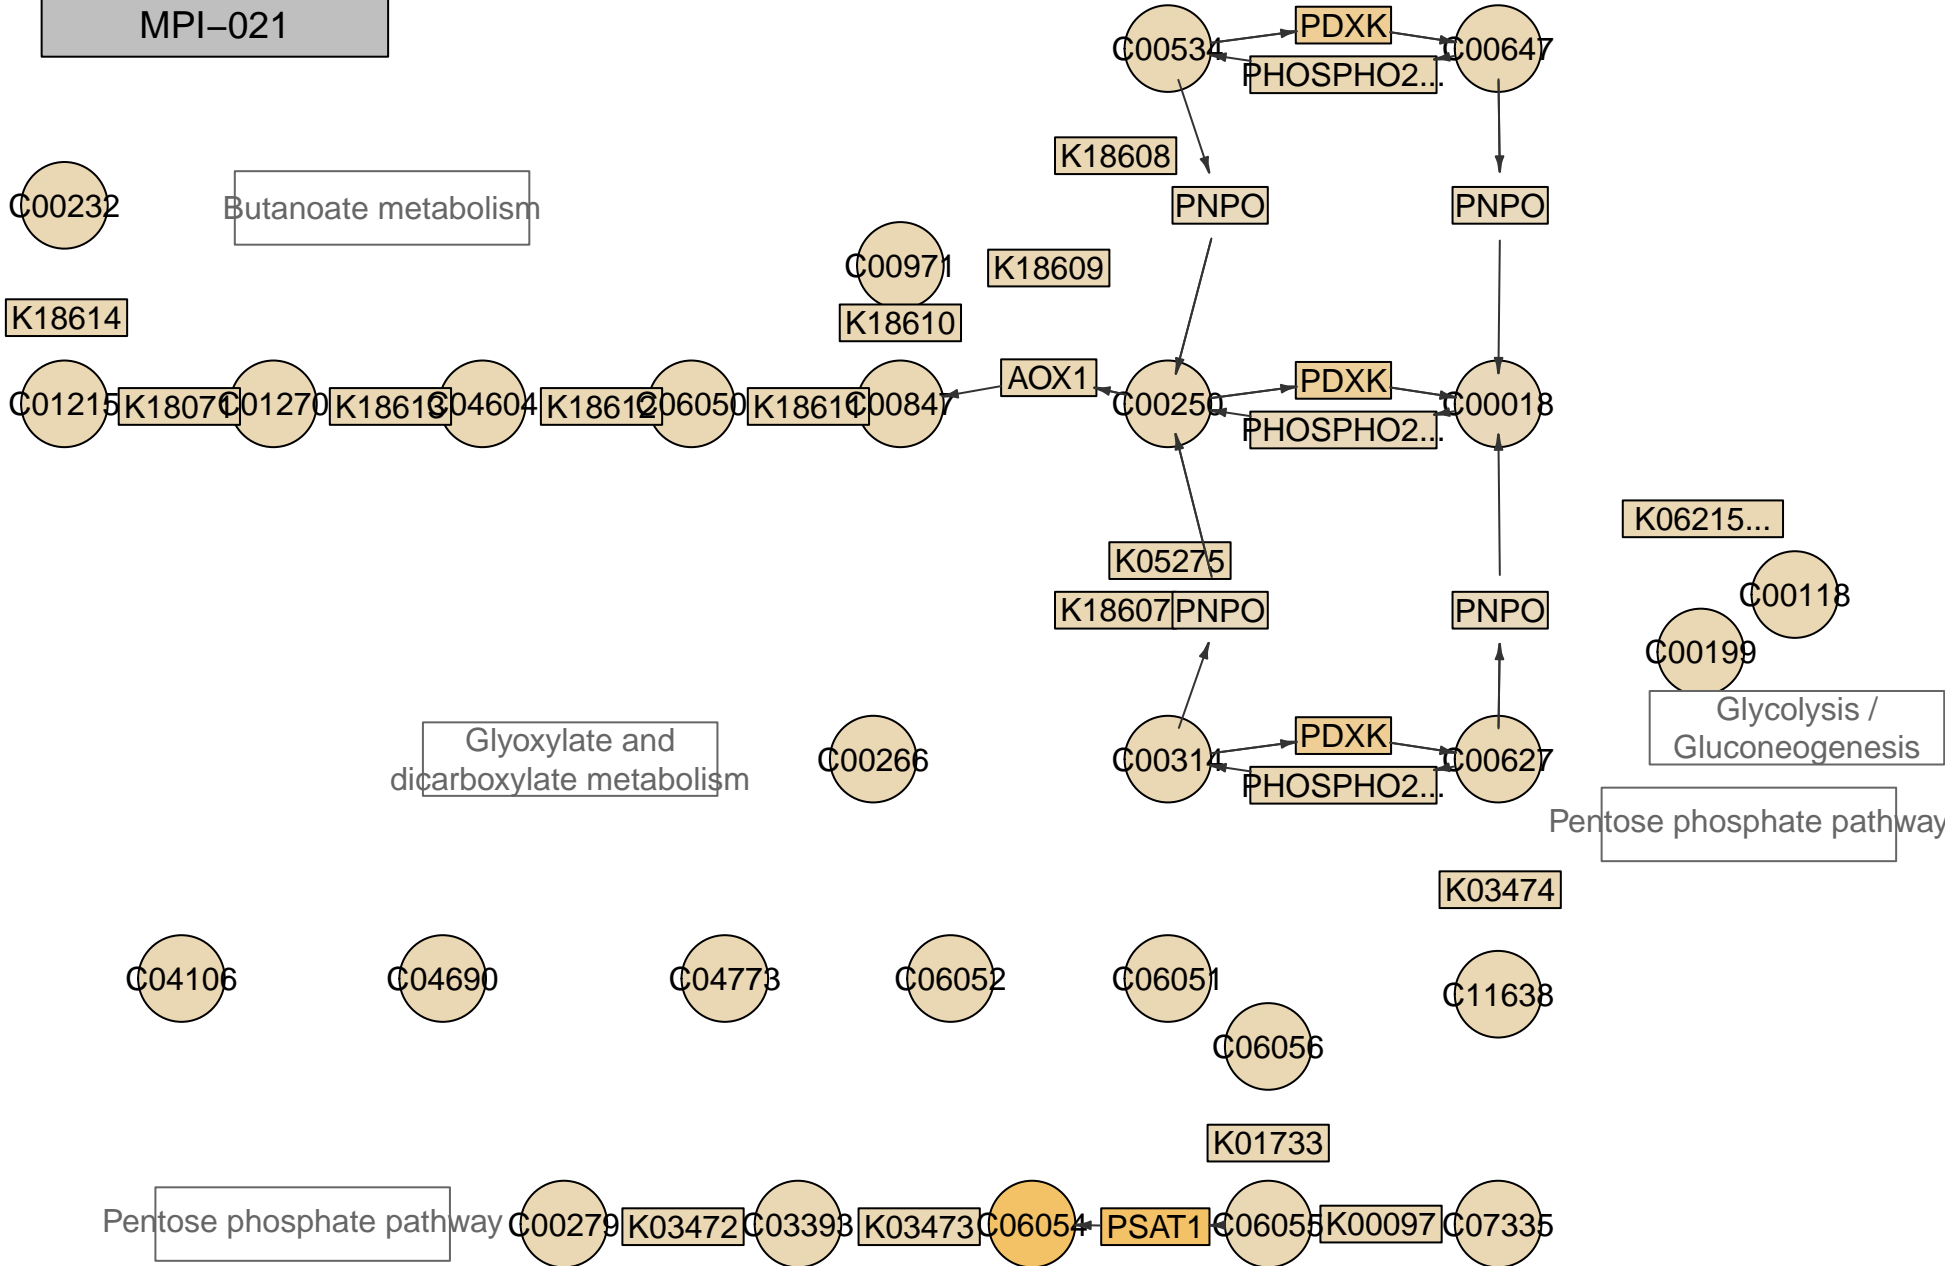 MPI–021
C00534
PDXK
C00647
PHOSPHO2...
K18608
C00232
Butanoate metabolism
PNPO
PNPO
C00971
K18609
K18614
K18610
AOX1
PDXK
C01215
K18071
C01270
K18613
C04604
K18612
C06050
K18611
C00847
C00250
C00018
PHOSPHO2...
K06215...
K05275
C00118
K18607
PNPO
PNPO
C00199
Glycolysis /
Gluconeogenesis
Glyoxylate and
dicarboxylate metabolism
C00266
C00314
PDXK
C00627
PHOSPHO2...
Pentose phosphate pathway
K03474
C04106
C04690
C04773
C06052
C06051
C11638
C06056
K01733
Pentose phosphate pathway
C00279
K03472
C03393
K03473
C06054
PSAT1
C06055
K00097
C07335